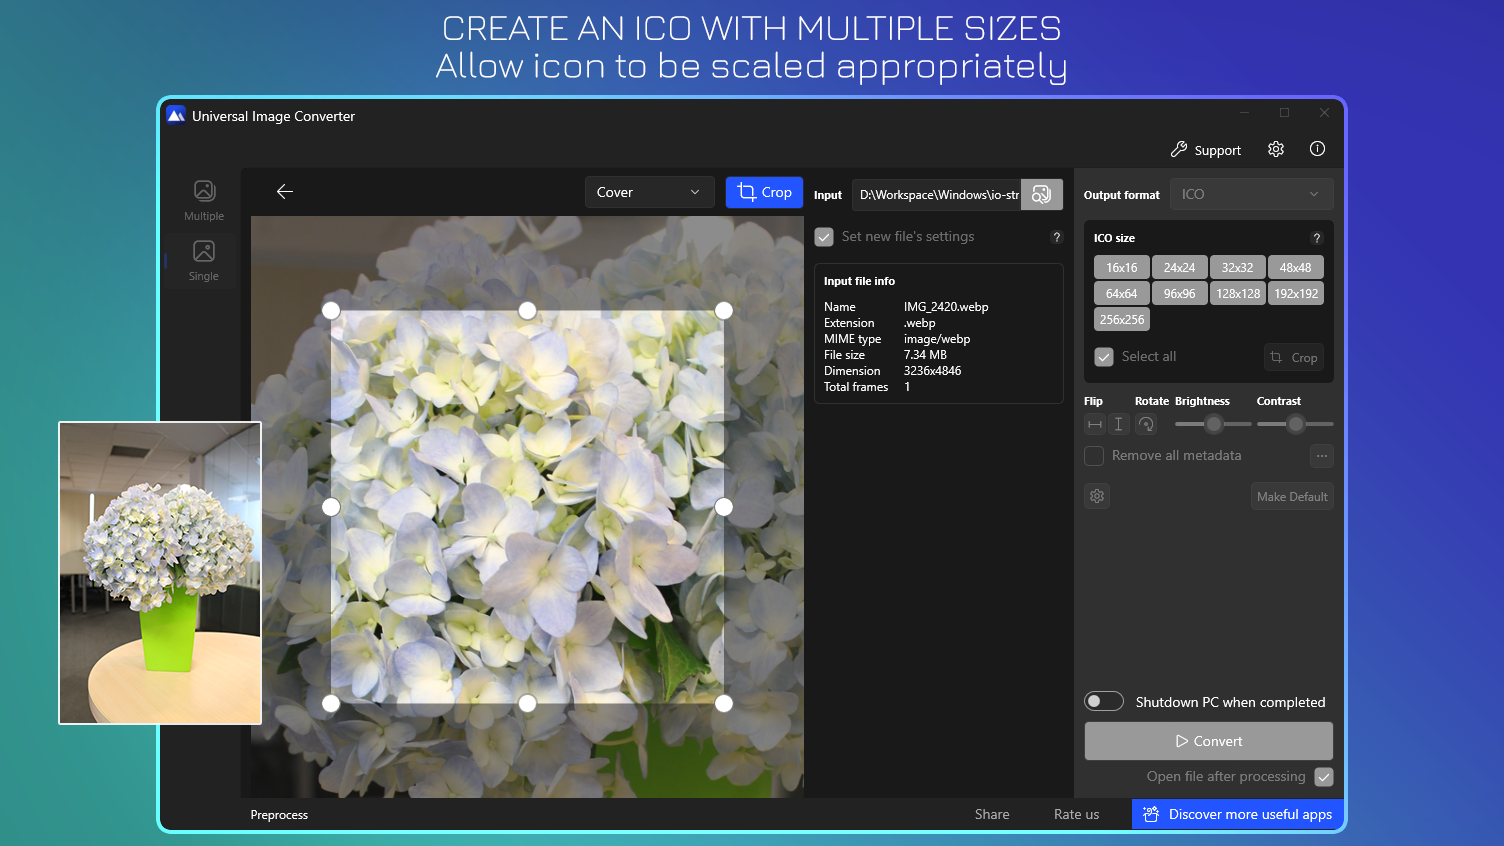 CREATE AN ICO WITH MULTIPLE SIZES
Allow icon to be scaled appropriately
Universal Image Converter
Support
Multiple
Single
Cover
Crop
Input
D:\Workspace\Windows\io-str
Set new file's settings
?
Input file info
Name IMG_2420.webp
Extension .webp
MIME type image/webp
File size 7.34 MB
Dimension 3236x4846
Total frames 1
Output format ICO
ICO size ?
16x16 24x24 32x32 48x48
64x64 96x96 128x128 192x192
256x256
Select all Crop
Flip Rotate Brightness Contrast
Remove all metadata ...
Make Default
Shutdown PC when completed
Convert
Open file after processing
Preprocess Share Rate us Discover more useful apps